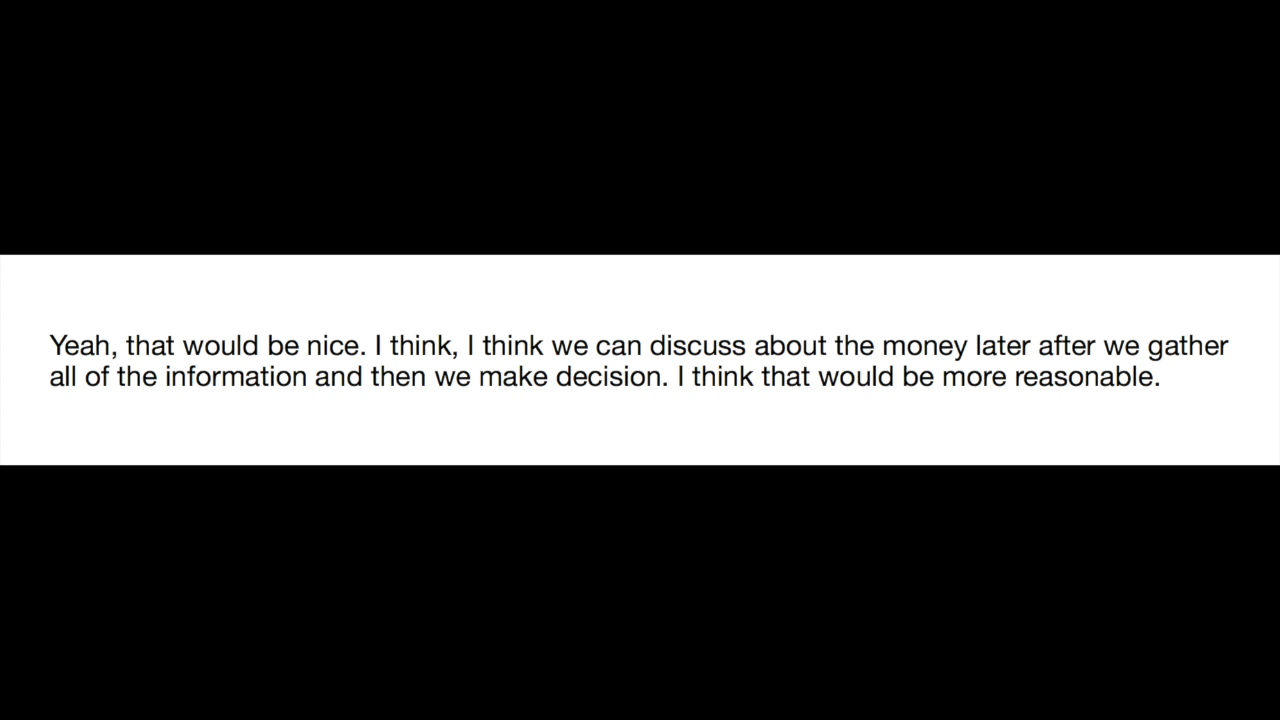 Yeah, that would be nice. I think, I think we can discuss about the money later after we gather
all of the information and then we make decision. I think that would be more reasonable.